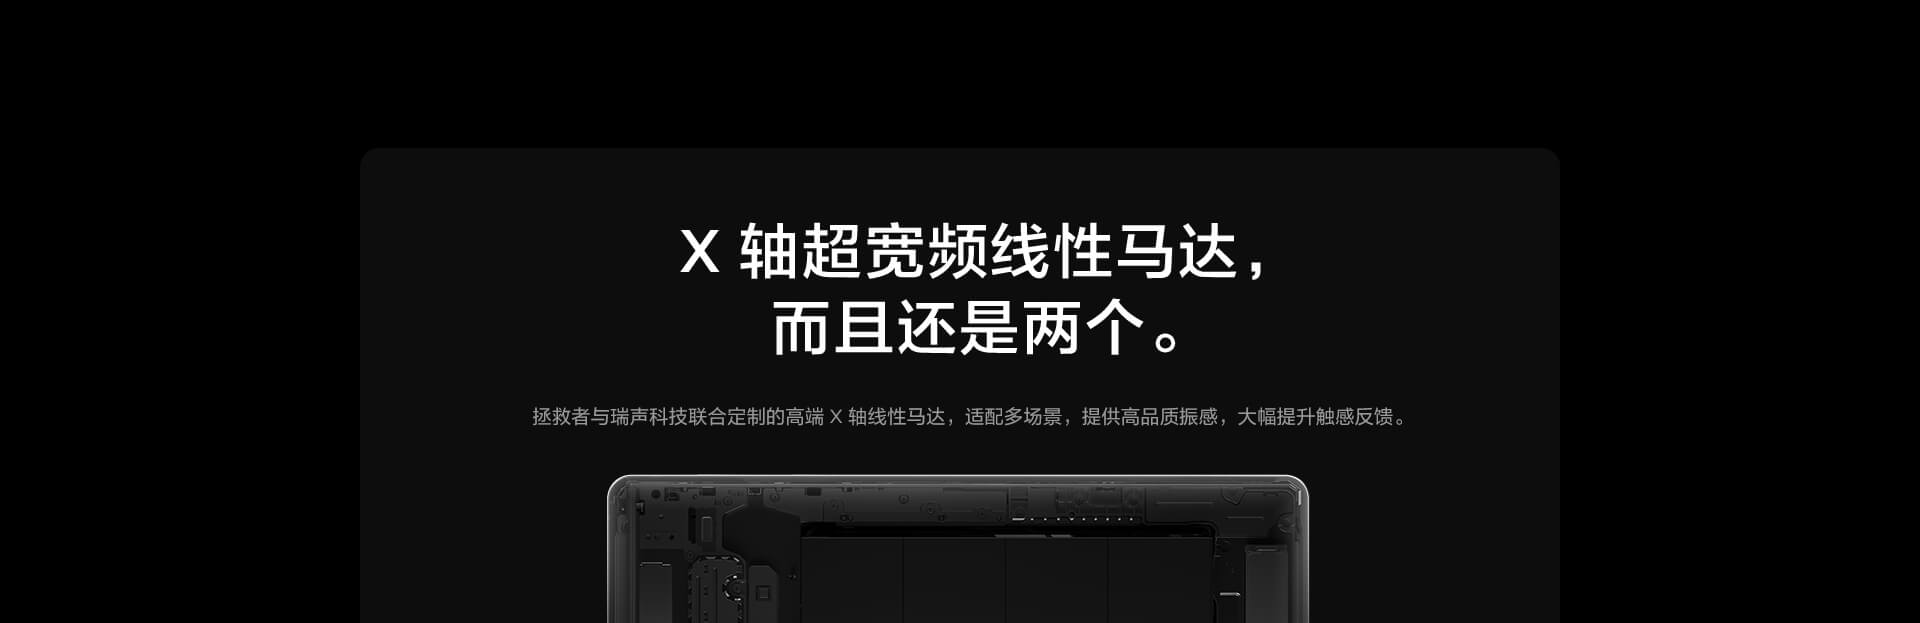 X 轴超宽频线性马达，
而且还是两个。
拯救者与瑞声科技联合定制的高端 X 轴线性马达，适配多场景，提供高品质振感，大幅提升触感反馈。